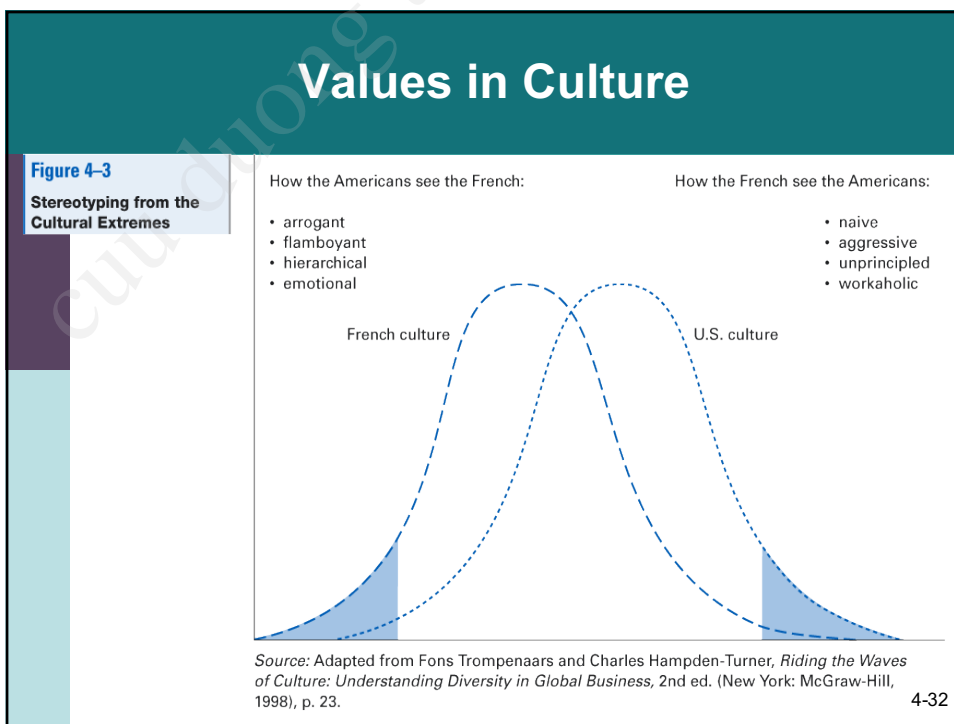 Values in Culture
Figure 4–3
Stereotyping from the
Cultural Extremes
How the Americans see the French:
• arrogant
• flamboyant
• hierarchical
• emotional
How the French see the Americans:
• naive
• aggressive
• unprincipled
• workaholic
French culture
U.S. culture
Source: Adapted from Fons Trompenaars and Charles Hampden-Turner, Riding the Waves
of Culture: Understanding Diversity in Global Business, 2nd ed. (New York: McGraw-Hill,
1998), p. 23.
4-32
cuu duong